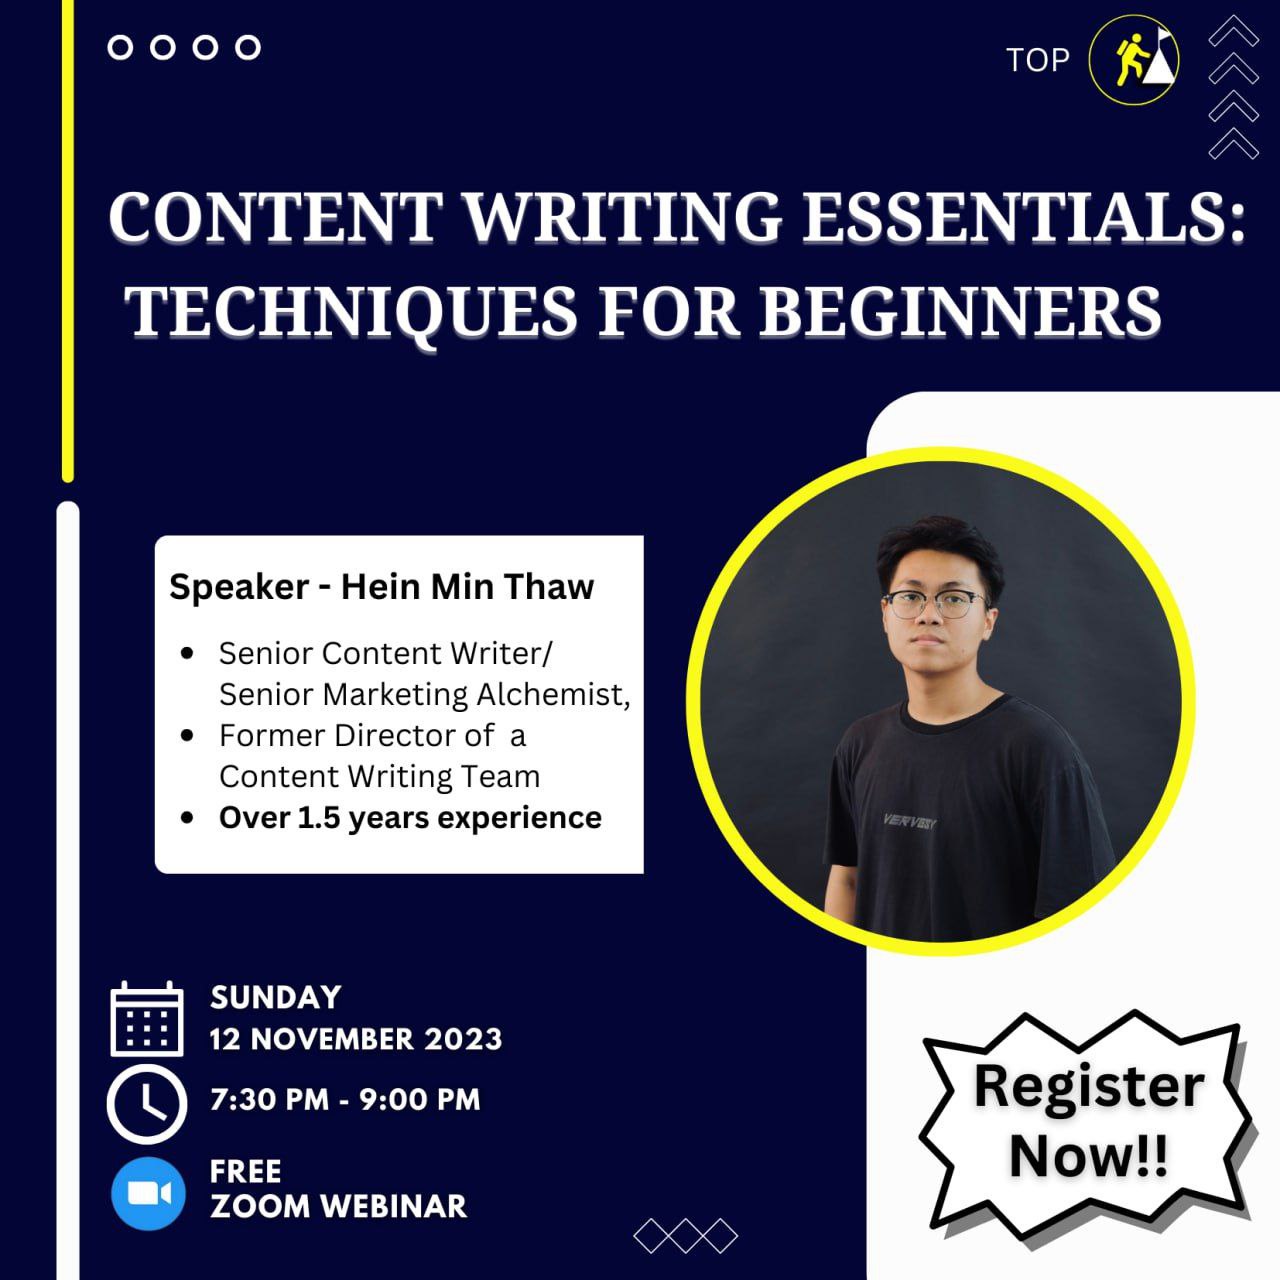 TOP
CONTENT WRITING ESSENTIALS:
TECHNIQUES FOR BEGINNERS
Speaker - Hein Min Thaw
• Senior Content Writer/
Senior Marketing Alchemist,
• Former Director of a
Content Writing Team
• Over 1.5 years experience
SUNDAY
12 NOVEMBER 2023
7:30 PM - 9:00 PM
FREE
ZOOM WEBINAR
Register
Now!!